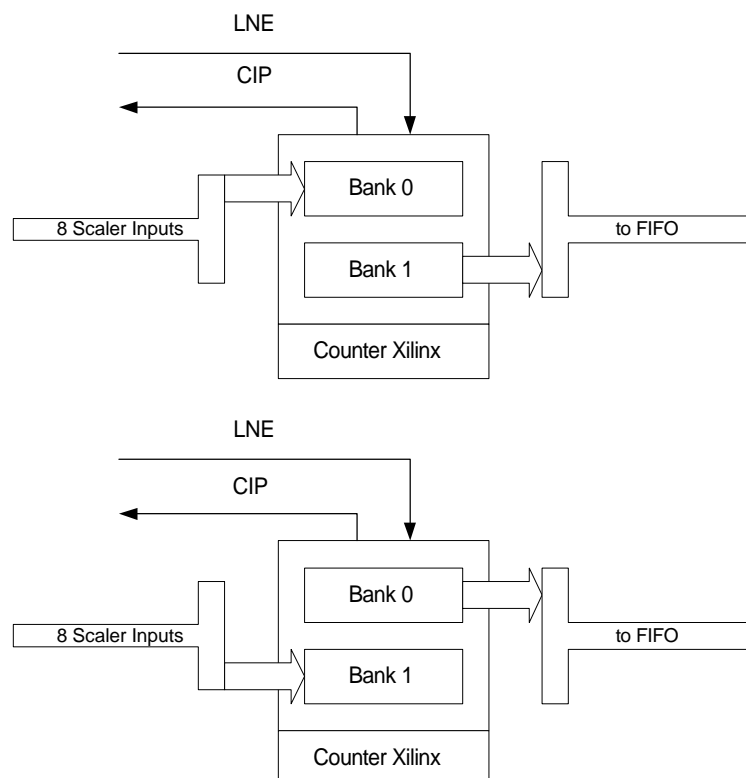 LNE
CIP
Bank 0
8 Scaler Inputs
to FIFO
Bank 1
Counter Xilinx
LNE
CIP
Bank 0
8 Scaler Inputs
to FIFO
Bank 1
Counter Xilinx